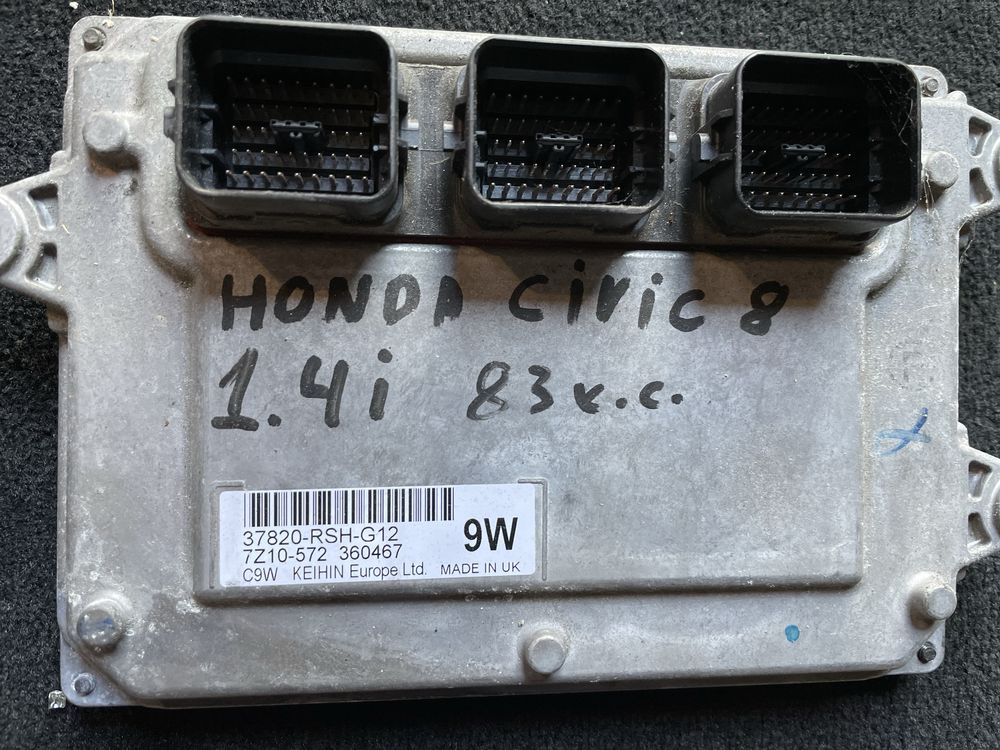 HONDA CiViC 8
1.4i 83 к.с.
37820-RSH-G12
7Z10-572 360467
9W
C9W KEIHIN Europe Ltd. MADE IN UK